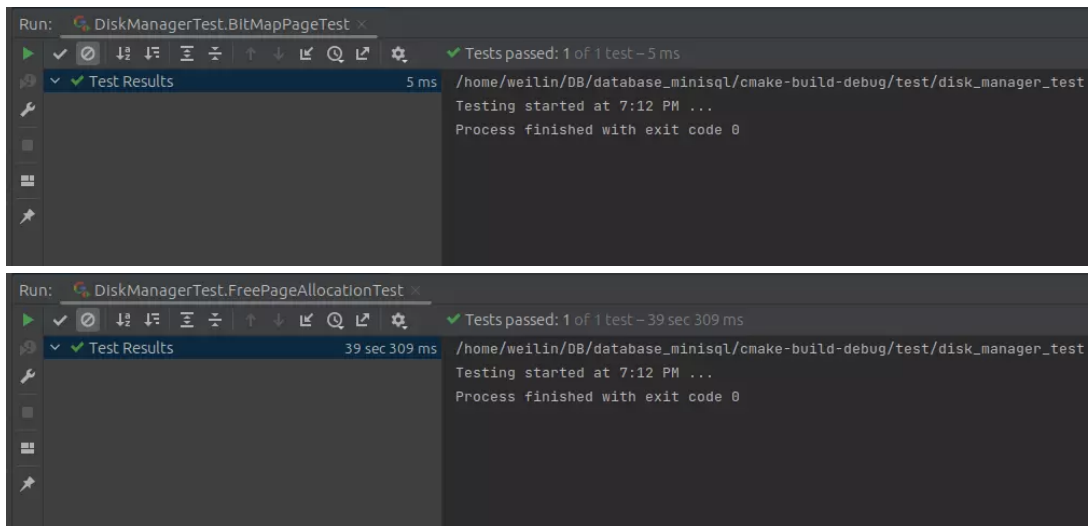 Run: DiskManagerTest.BitMapPageTest ×
Tests passed: 1 of 1 test – 5 ms
Test Results 5 ms
/home/weilin/DB/database_minisql/cmake-build-debug/test/disk_manager_test
Testing started at 7:12 PM ...
Process finished with exit code 0
Run: DiskManagerTest.FreePageAllocationTest ×
Tests passed: 1 of 1 test – 39 sec 309 ms
Test Results 39 sec 309 ms
/home/weilin/DB/database_minisql/cmake-build-debug/test/disk_manager_test
Testing started at 7:12 PM ...
Process finished with exit code 0